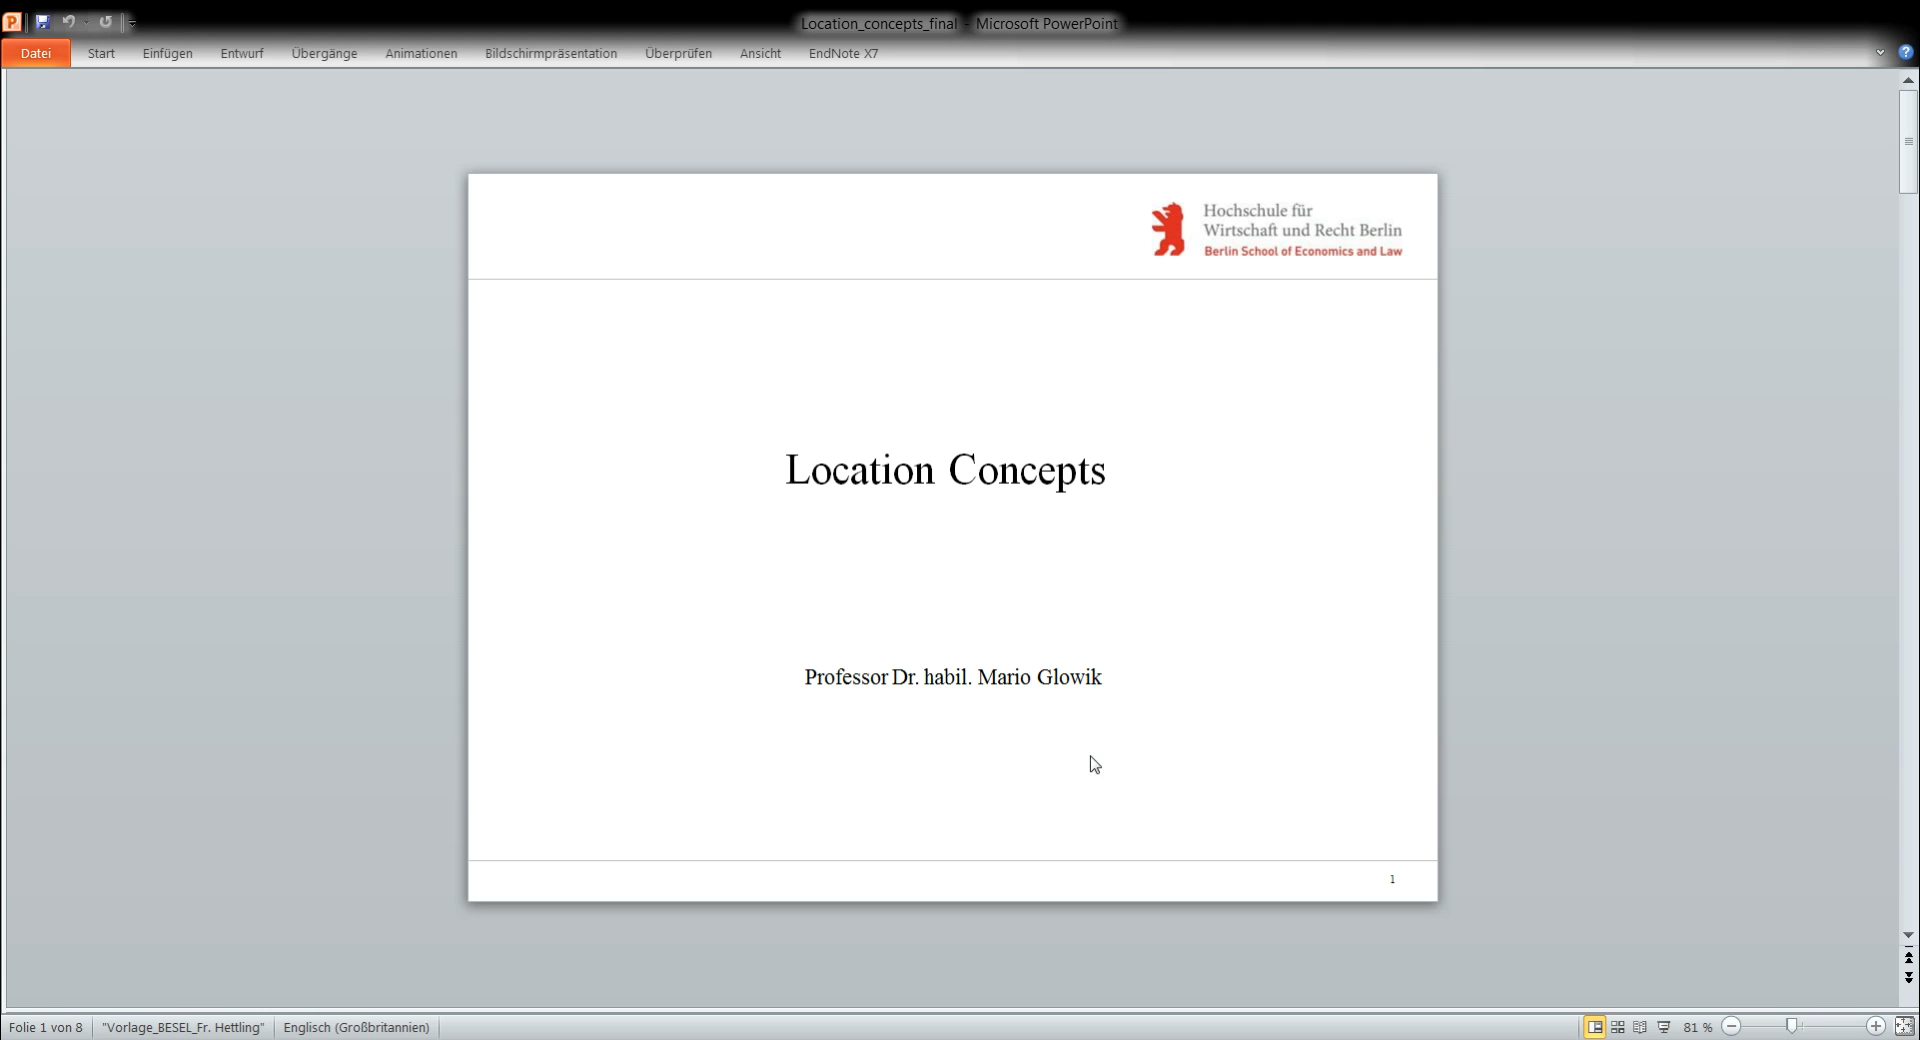 Location_concepts_final - Microsoft PowerPoint
Datei Start Einfügen Entwurf Übergänge Animationen Bildschirmpräsentation Überprüfen Ansicht EndNote X7
Hochschule für
Wirtschaft und Recht Berlin
Berlin School of Economics and Law
Location Concepts
Professor Dr. habil. Mario Glowik
1
Folie 1 von 8 "Vorlage_BESEL_Fr. Hettling" Englisch (Großbritannien) 81 %